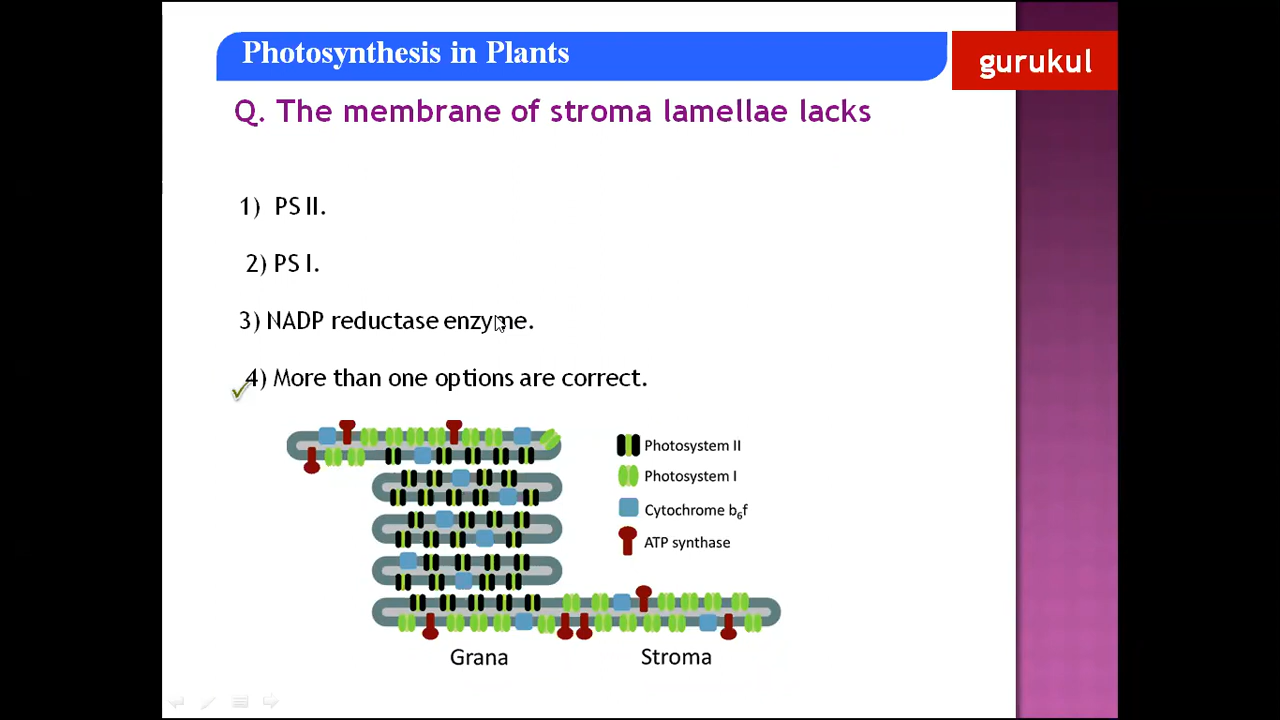 Photosynthesis in Plants
gurukul
Q. The membrane of stroma lamellae lacks
1) PS II.
2) PS I.
3) NADP reductase enzyme.
4) More than one options are correct.
Photosystem II
Photosystem I
Cytochrome b₆f
ATP synthase
Grana
Stroma